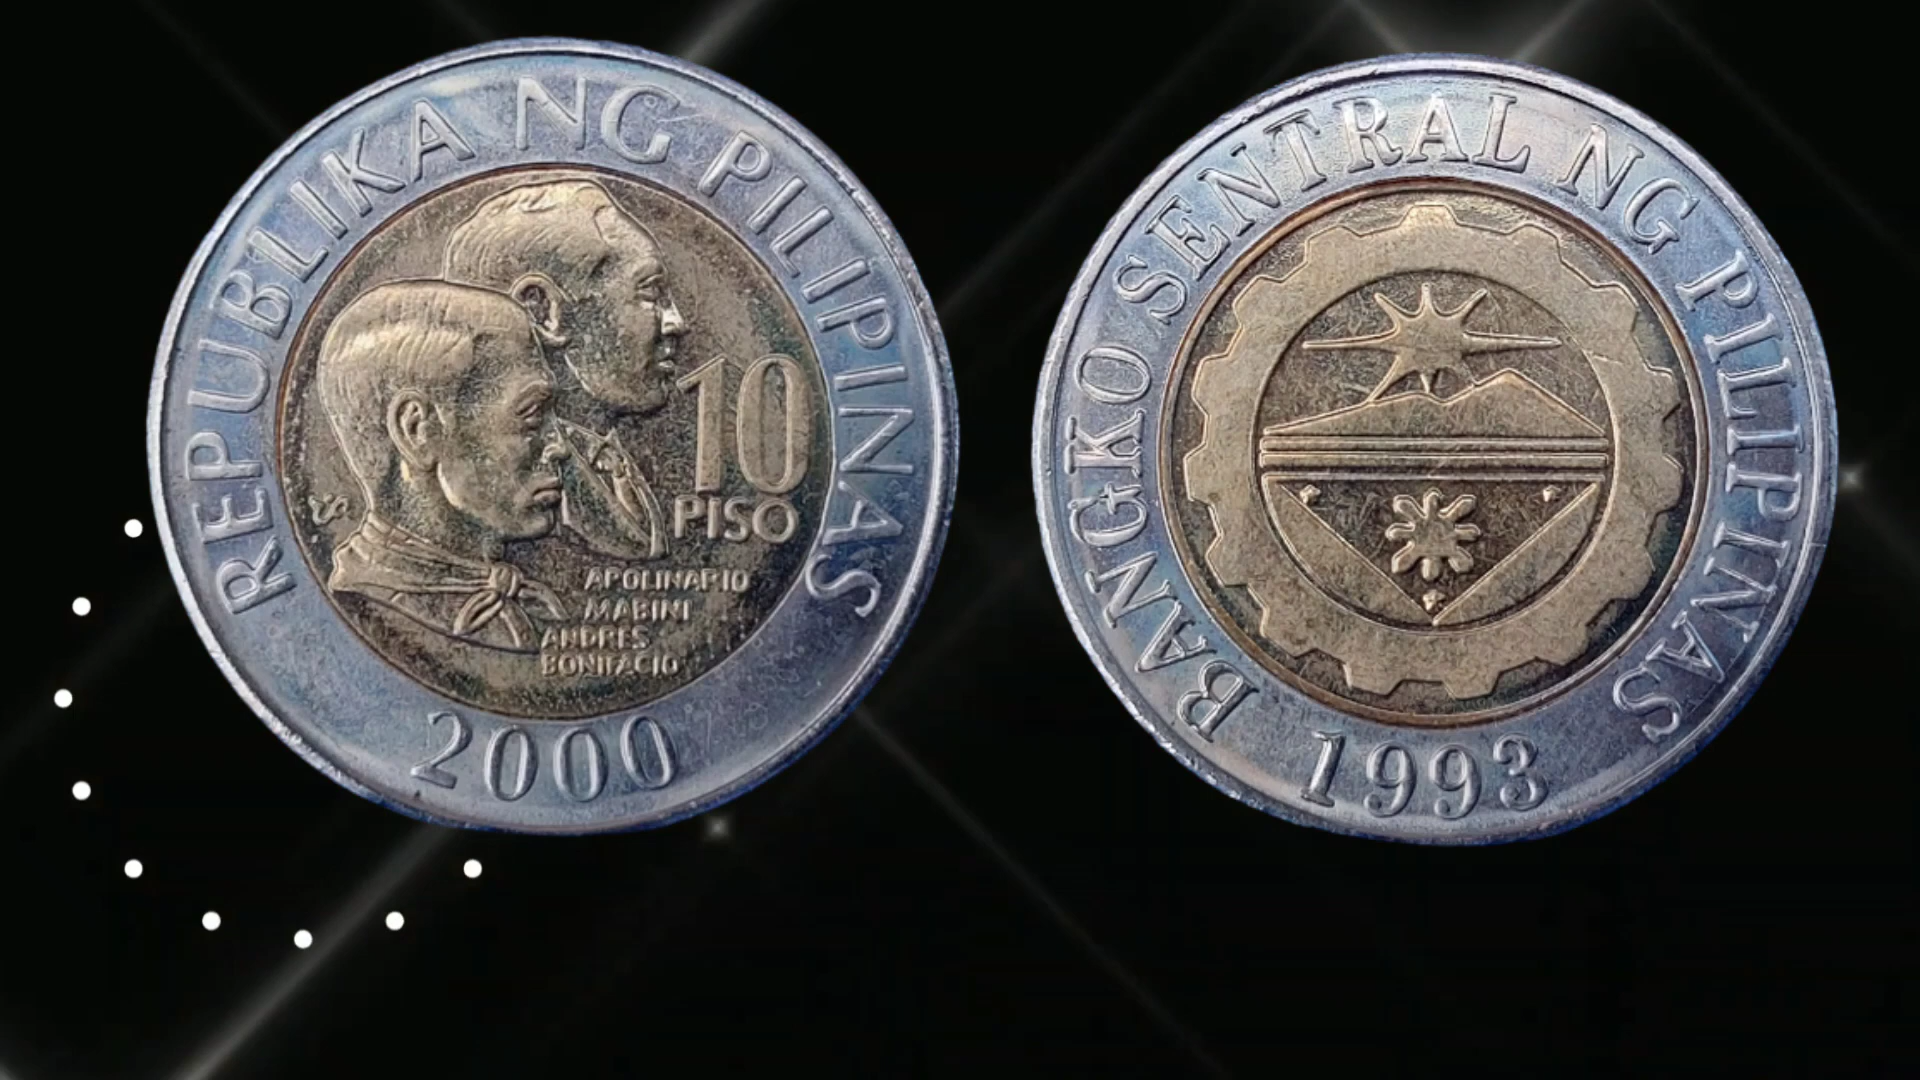 REPUBLIKA NG PILIPINAS
10
PISO
APOLINARIO
MABINI
ANDRES
BONIFACIO
2000
BANGKO SENTRAL NG PILIPINAS
1993